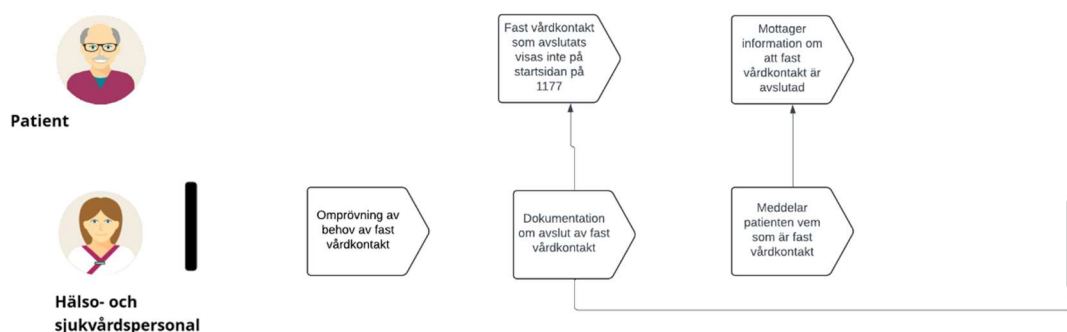 Fast vårdkontakt
som avslutats
visas inte på
startsidan på
1177
Mottager
information om
att fast
vårdkontakt är
avslutad
Patient
Omprövning av
behov av fast
vårdkontakt
Dokumentation
om avslut av fast
vårdkontakt
Meddelar
patienten vem
som är fast
vårdkontakt
Hälso- och
sjukvårdspersonal